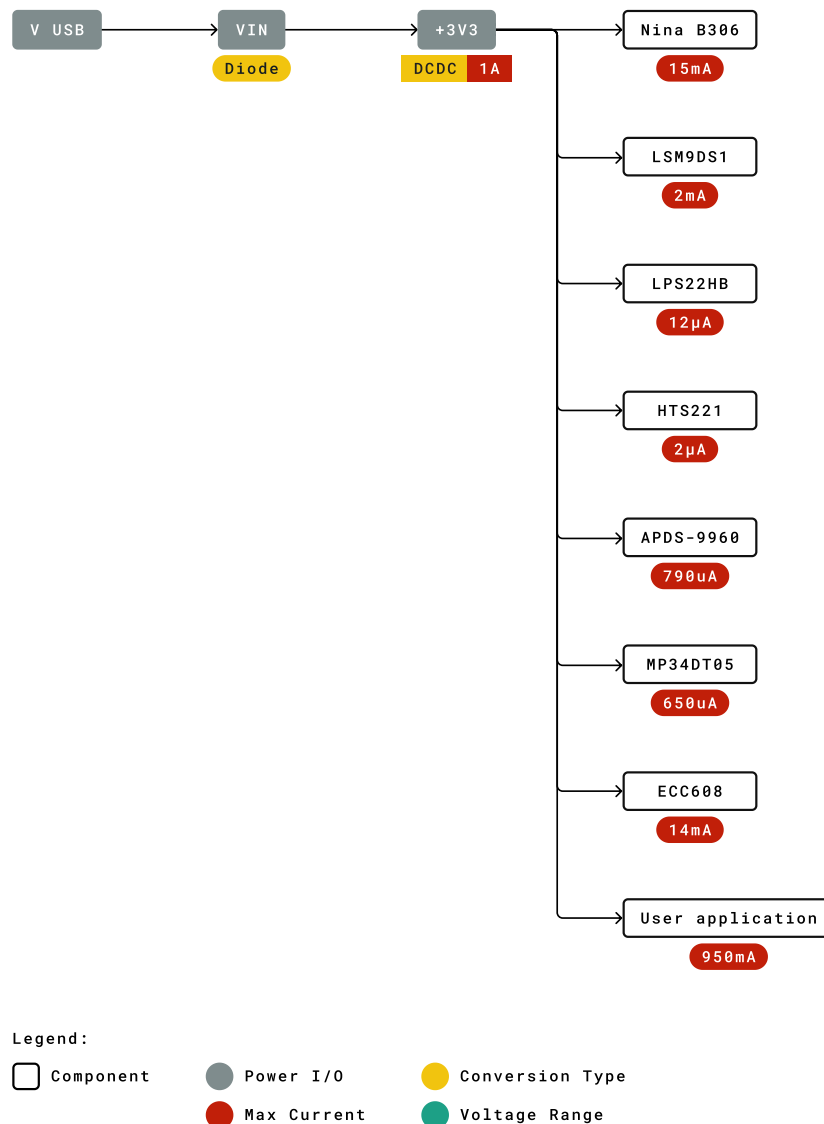 V USB
VIN
+3V3
Nina B306
Diode
DCDC
1A
15mA
LSM9DS1
2mA
LPS22HB
12µA
HTS221
2µA
APDS-9960
790uA
MP34DT05
650uA
ECC608
14mA
User application
950mA
Legend:
Component
Power I/O
Conversion Type
Max Current
Voltage Range